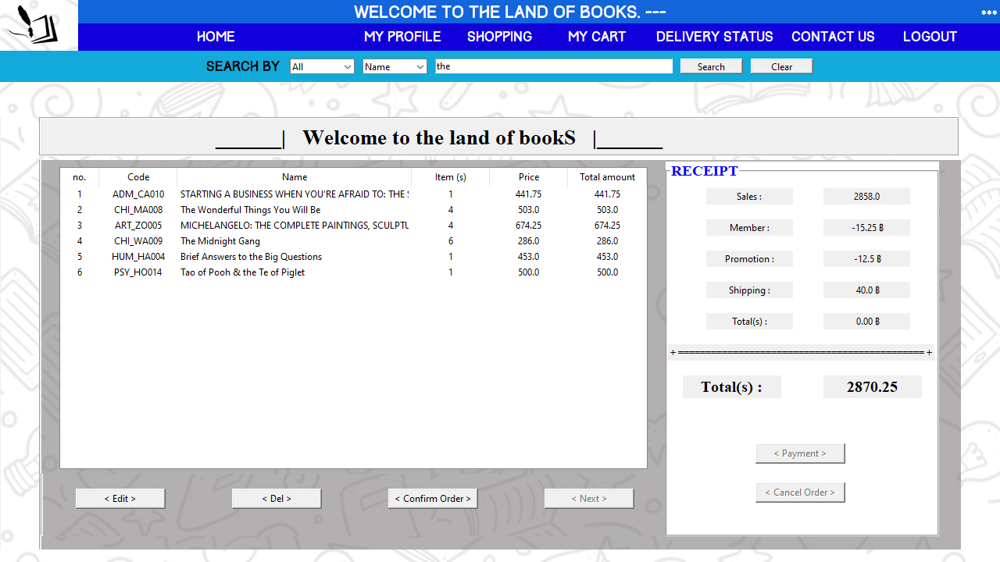 WELCOME TO THE LAND OF BOOKS. ---
HOME MY PROFILE SHOPPING MY CART DELIVERY STATUS CONTACT US LOGOUT
SEARCH BY All Name the Search Clear
______| Welcome to the land of bookS |______
no. Code Name Item (s) Price Total amount
1 ADM_CA010 STARTING A BUSINESS WHEN YOU'RE AFRAID TO: THE 1 441.75 441.75
2 CHI_MA008 The Wonderful Things You Will Be 4 503.0 503.0
3 ART_ZO005 MICHELANGELO: THE COMPLETE PAINTINGS, SCULPTU 4 674.25 674.25
4 CHI_WA009 The Midnight Gang 6 286.0 286.0
5 HUM_HA004 Brief Answers to the Big Questions 1 453.0 453.0
6 PSY_HO014 Tao of Pooh & the Te of Piglet 1 500.0 500.0
< Edit > < Del > < Confirm Order > < Next >
RECEIPT
Sales : 2858.0
Member : -15.25 ฿
Promotion : -12.5 ฿
Shipping : 40.0 ฿
Total(s) : 0.00 ฿
+ ============================================= +
Total(s) : 2870.25
< Payment >
< Cancel Order >